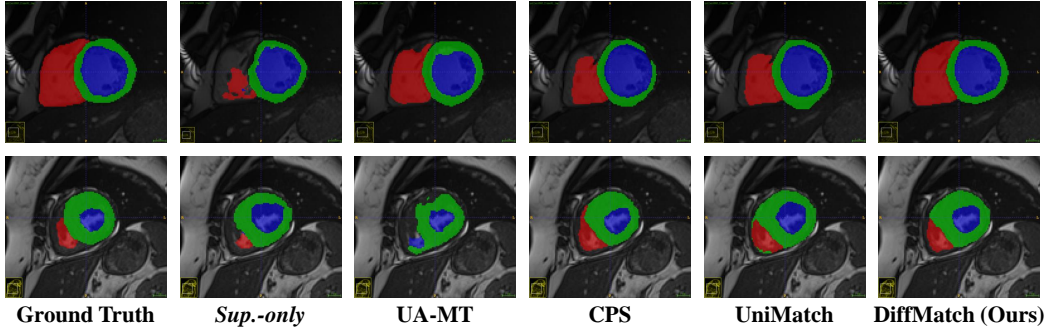 Ground Truth
Sup.-only
UA-MT
CPS
UniMatch
DiffMatch (Ours)